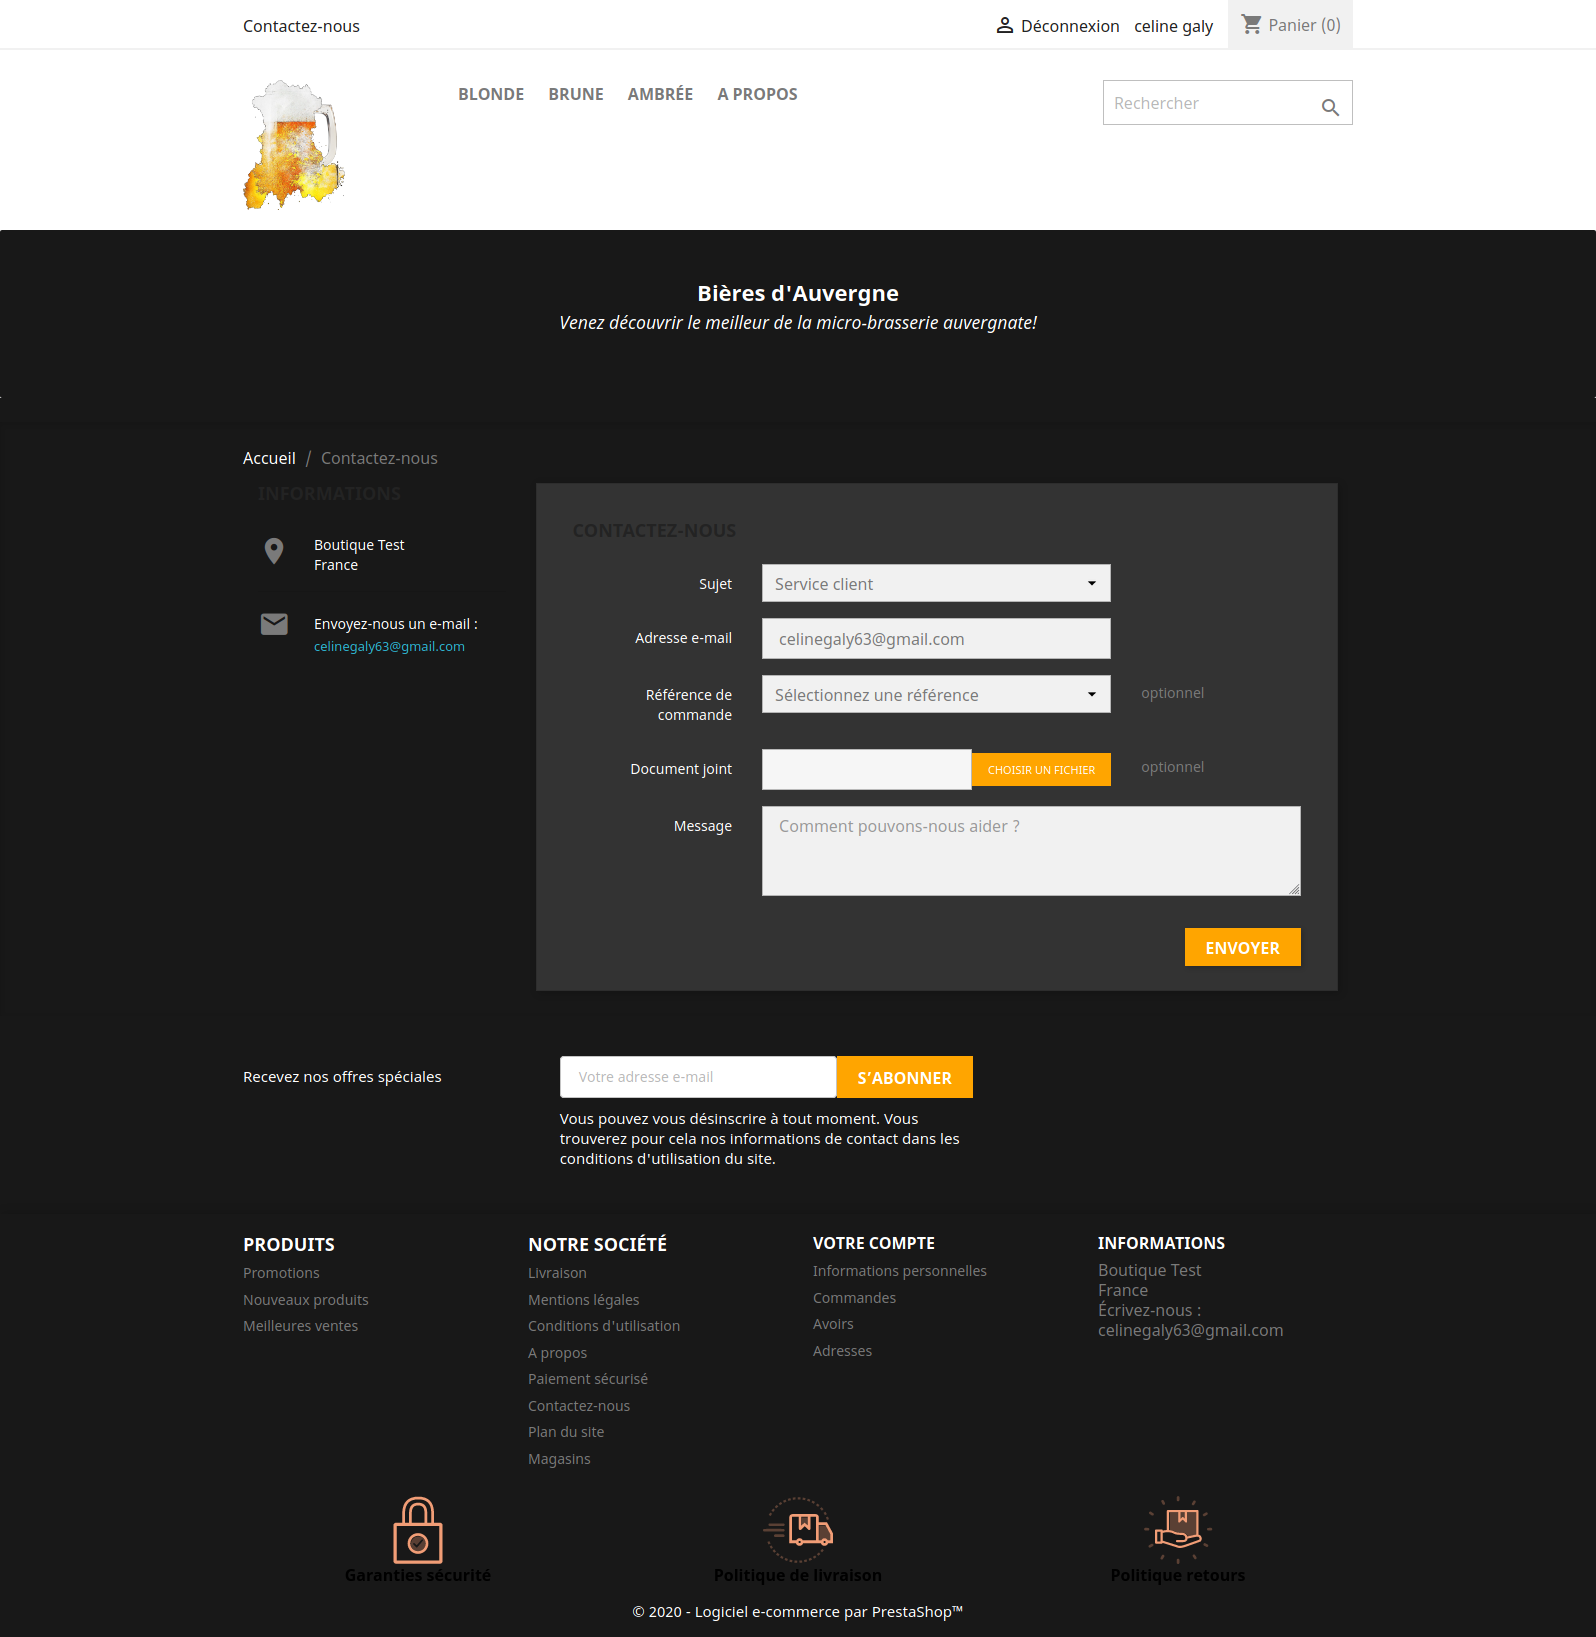 Contactez-nous
Déconnexion celine galy Panier (0)
BLONDE BRUNE AMBRÉE A PROPOS
Rechercher
Bières d'Auvergne
Venez découvrir le meilleur de la micro-brasserie auvergnate!
Accueil / Contactez-nous
INFORMATIONS
Boutique Test
France
Envoyez-nous un e-mail :
celinegaly63@gmail.com
CONTACTEZ-NOUS
Sujet Service client
Adresse e-mail celinegaly63@gmail.com
Référence de
commande
Sélectionnez une référence optionnel
Document joint CHOISIR UN FICHIER optionnel
Message Comment pouvons-nous aider ?
ENVOYER
Recevez nos offres spéciales
Votre adresse e-mail S'ABONNER
Vous pouvez vous désinscrire à tout moment. Vous
trouverez pour cela nos informations de contact dans les
conditions d'utilisation du site.
PRODUITS
Promotions
Nouveaux produits
Meilleures ventes
NOTRE SOCIÉTÉ
Livraison
Mentions légales
Conditions d'utilisation
A propos
Paiement sécurisé
Contactez-nous
Plan du site
Magasins
VOTRE COMPTE
Informations personnelles
Commandes
Avoirs
Adresses
INFORMATIONS
Boutique Test
France
Écrivez-nous :
celinegaly63@gmail.com
Garanties sécurité
Politique de livraison
Politique retours
© 2020 - Logiciel e-commerce par PrestaShop™